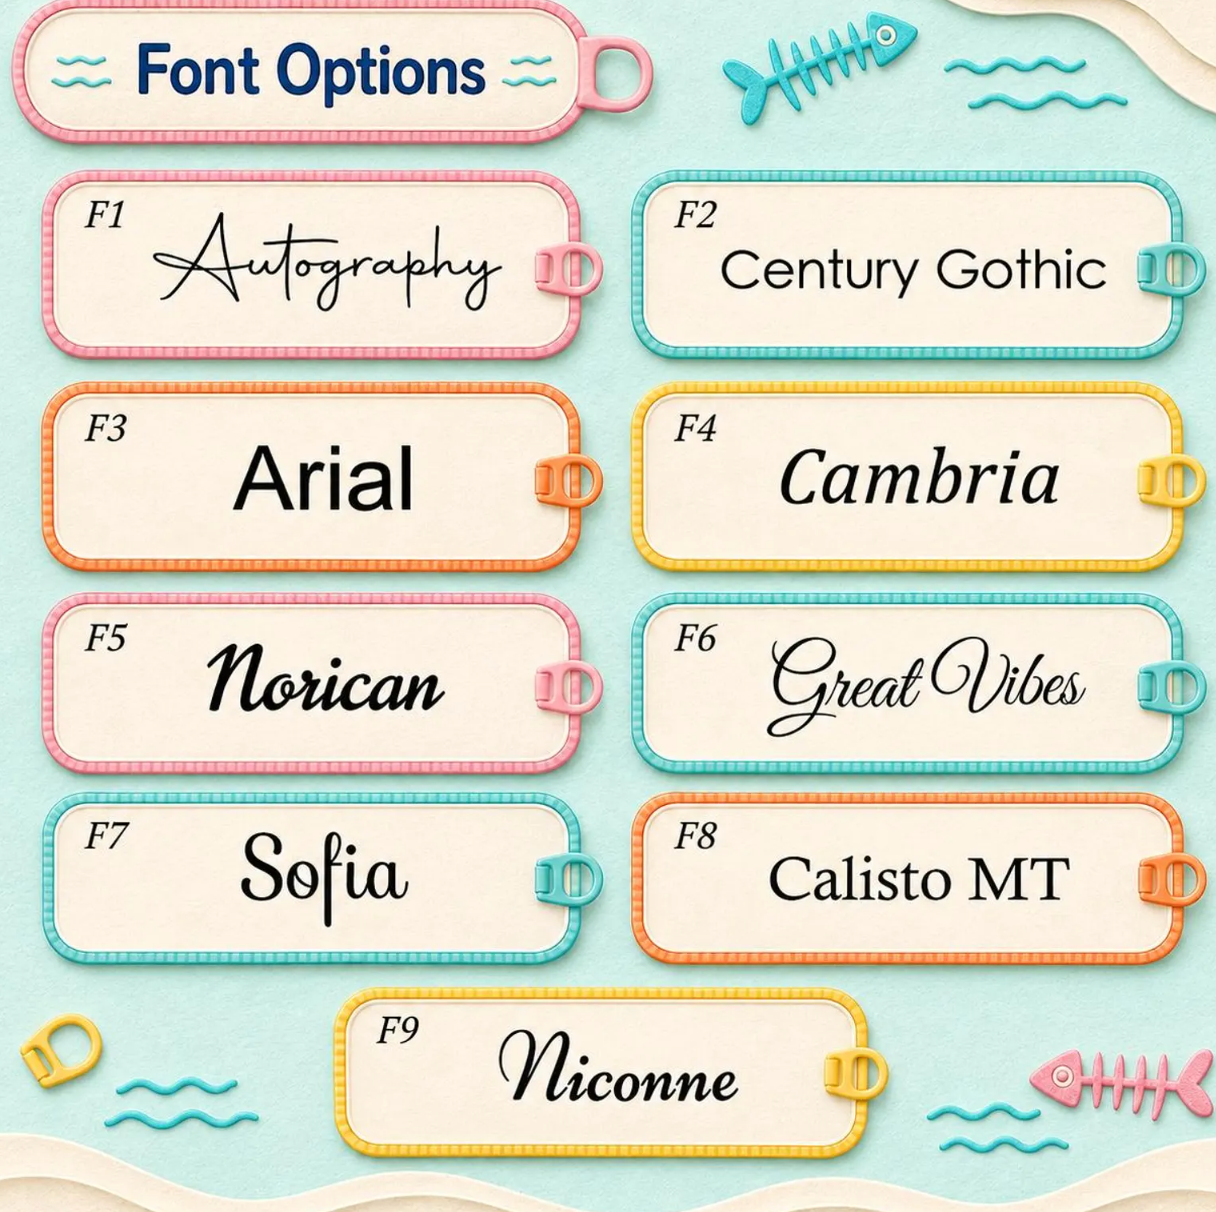 Font Options
F1
Autography
F2
Century Gothic
F3
Arial
F4
Cambria
F5
Norican
F6
Great Vibes
F7
Sofia
F8
Calisto MT
F9
Niconne